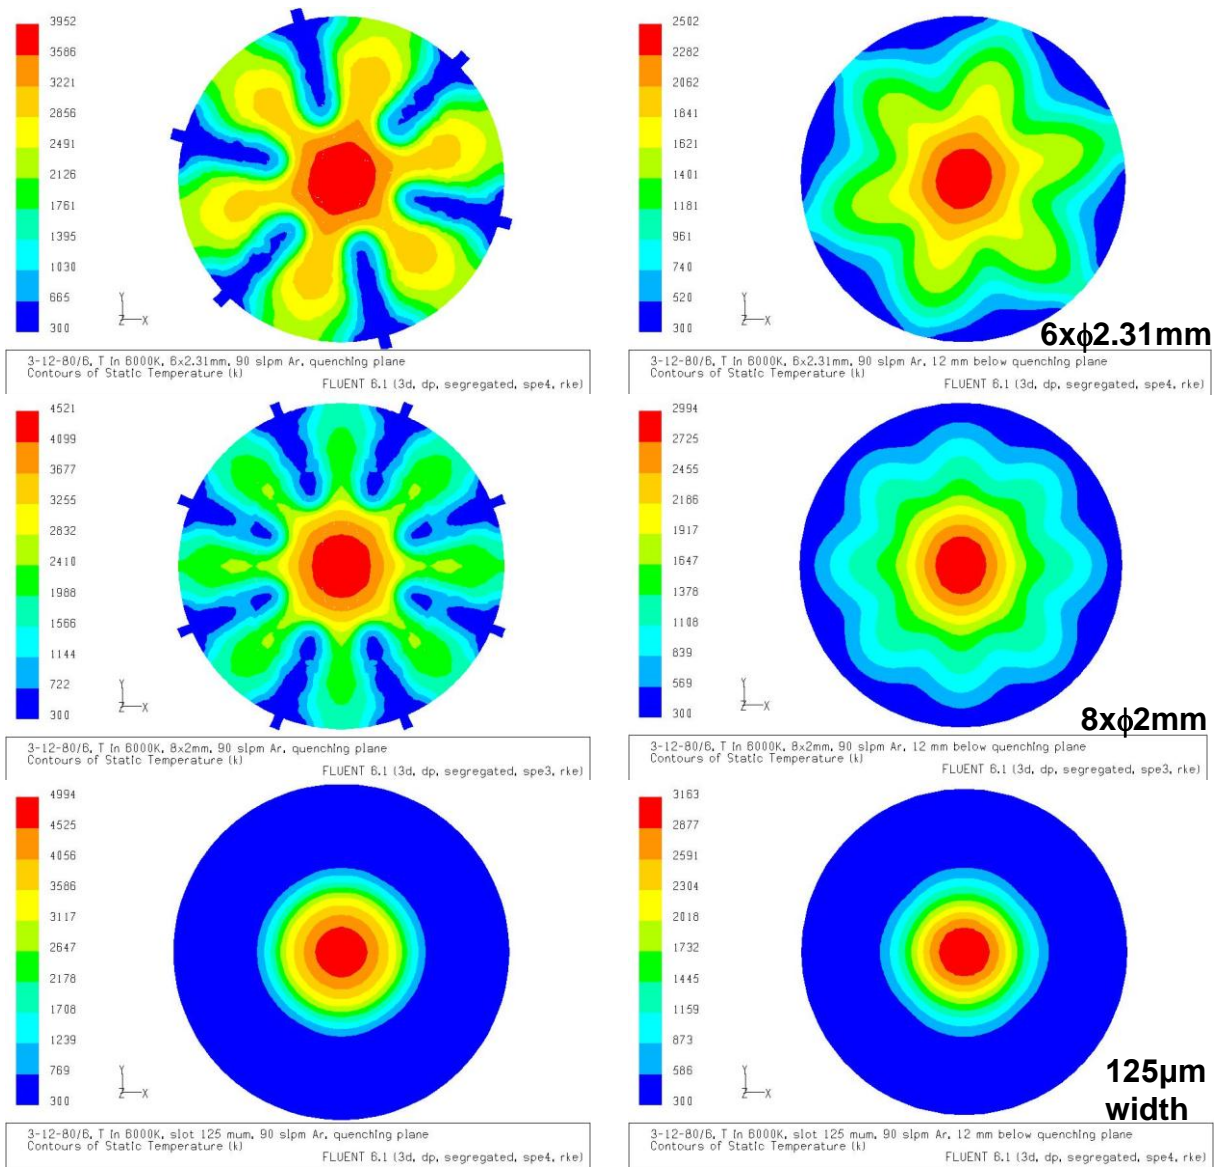 3952
3586
3221
2856
2491
2126
1761
1395
1030
665
300
Y
Z X
3-12-80/6, T In 6000K, 6x2.31mm, 90 slpm Ar, quenching plane
Contours of Static Temperature (k)
FLUENT 6.1 (3d, dp, segregated, spe4, rke)
2502
2282
2062
1841
1621
1401
1181
961
740
520
300
Y
Z X
6xϕ2.31mm
3-12-80/6, T In 6000K, 6x2.31mm, 90 slpm Ar, 12 mm below quenching plane
Contours of Static Temperature (k)
FLUENT 6.1 (3d, dp, segregated, spe4, rke)
4521
4099
3677
3255
2832
2410
1988
1566
1144
722
300
Y
Z X
3-12-80/6, T In 6000K, 8x2mm, 90 slpm Ar, quenching plane
Contours of Static Temperature (k)
FLUENT 6.1 (3d, dp, segregated, spe3, rke)
2994
2725
2455
2186
1917
1647
1378
1108
839
569
300
Y
Z X
8xϕ2mm
3-12-80/6, T In 6000K, 8x2mm, 90 slpm Ar, 12 mm below quenching plane
Contours of Static Temperature (k)
FLUENT 6.1 (3d, dp, segregated, spe3, rke)
4994
4525
4056
3586
3117
2647
2178
1708
1239
769
300
Y
Z X
3-12-80/6, T In 6000K, slot 125 mum, 90 slpm Ar, quenching plane
Contours of Static Temperature (k)
FLUENT 6.1 (3d, dp, segregated, spe4, rke)
3163
2877
2591
2304
2018
1732
1445
1159
873
586
300
Y
Z X
125µm
width
3-12-80/6, T In 6000K, slot 125 mum, 90 slpm Ar, 12 mm below quenching plane
Contours of Static Temperature (k)
FLUENT 6.1 (3d, dp, segregated, spe4, rke)